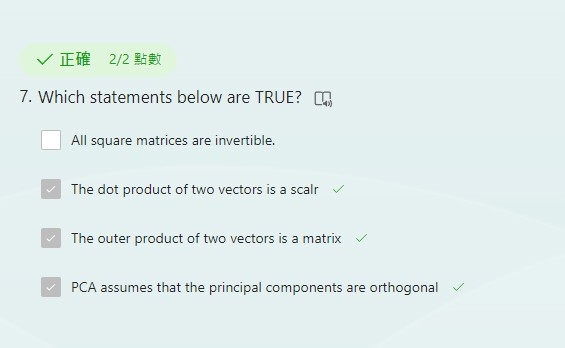 正確 2/2 點數
7. Which statements below are TRUE?
All square matrices are invertible.
The dot product of two vectors is a scalr
The outer product of two vectors is a matrix
PCA assumes that the principal components are orthogonal